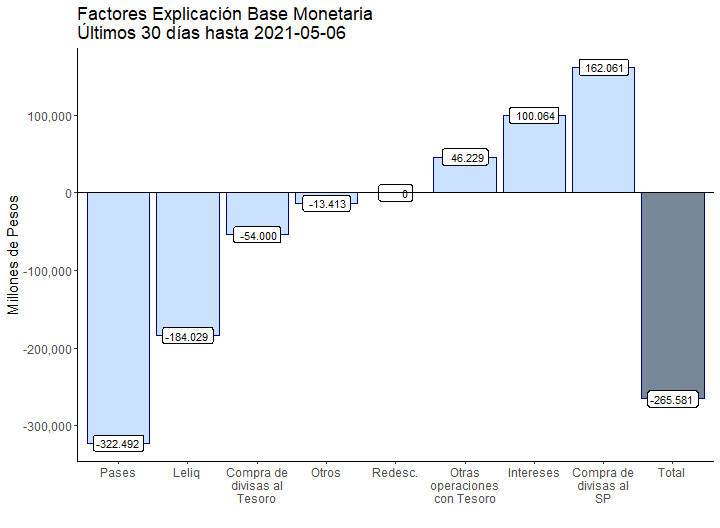 Factores Explicación Base Monetaria
Últimos 30 días hasta 2021-05-06
Millones de Pesos
100,000
0
-100,000
-200,000
-300,000
-322.492
-184.029
-54.000
-13.413
0
46.229
100.064
162.061
-265.581
Pases
Leliq
Compra de
divisas al
Tesoro
Otros
Redesc.
Otras
operaciones
con Tesoro
Intereses
Compra de
divisas al
SP
Total